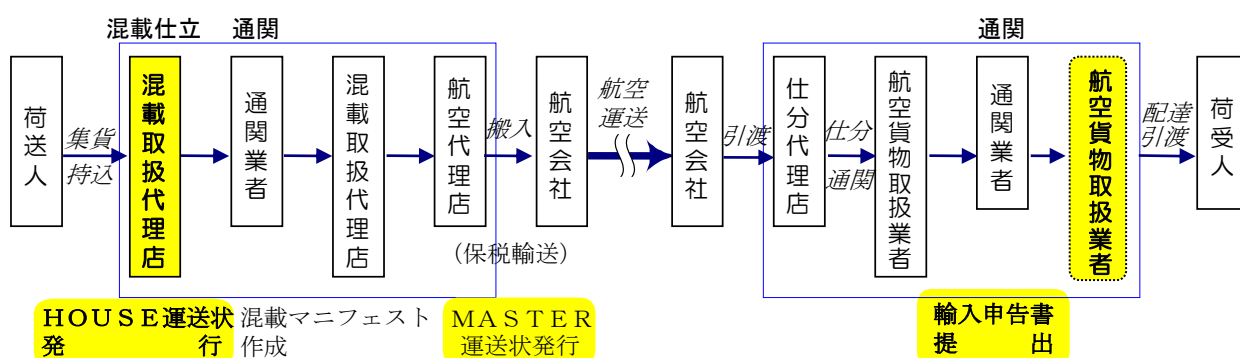 混載仕立 通関
通関
荷送人
集貨
持込
混載取扱代理店
通関業者
混載取扱代理店
航空代理店
搬入
航空会社
航空
運送
航空会社
引渡
仕分代理店
仕分
通関
航空貨物取扱業者
通関業者
航空貨物取扱業者
配達
引渡
荷受人
(保税輸送)
HOUSE運送状
発行
混載マニフェスト
作成
MASTER
運送状発行
輸入申告書
提出